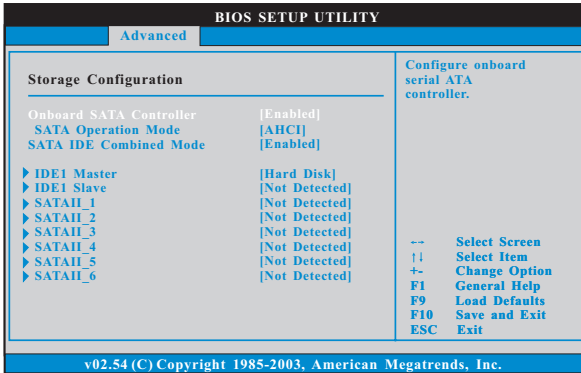 BIOS SETUP UTILITY
Advanced
Storage Configuration
Onboard SATA Controller [Enabled]
SATA Operation Mode [AHCI]
SATA IDE Combined Mode [Enabled]
IDE1 Master [Hard Disk]
IDE1 Slave [Not Detected]
SATAII_1 [Not Detected]
SATAII_2 [Not Detected]
SATAII_3 [Not Detected]
SATAII_4 [Not Detected]
SATAII_5 [Not Detected]
SATAII_6 [Not Detected]
Configure onboard
serial ATA
controller.
←→ Select Screen
↑↓ Select Item
+- Change Option
F1 General Help
F9 Load Defaults
F10 Save and Exit
ESC Exit
v02.54 (C) Copyright 1985-2003, American Megatrends, Inc.